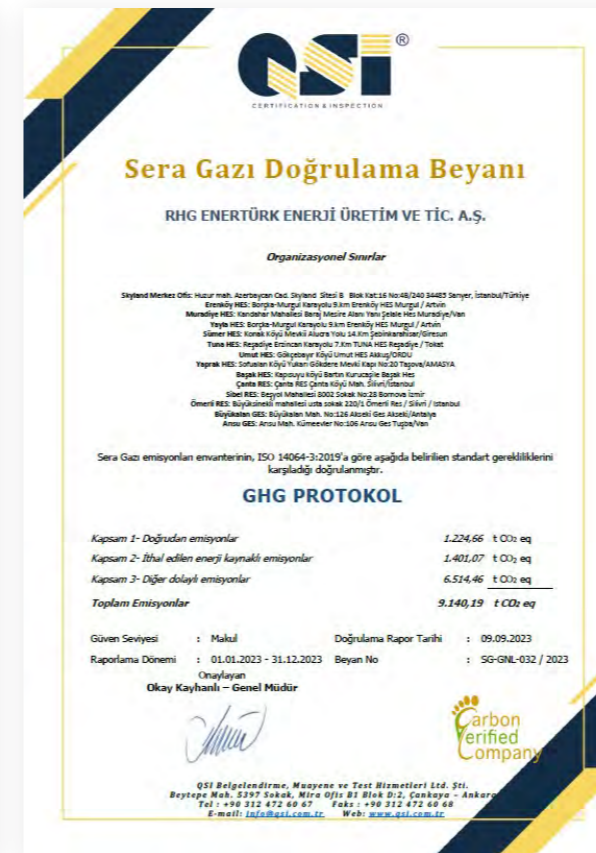 QSI ®
CERTIFICATION & INSPECTION
Sera Gazı Doğrulama Beyanı
RHG ENERTÜRK ENERJİ ÜRETİM VE TİC. A.Ş.
Organizasyonel Sınırlar
Skyland Merkez Ofis: Huzur mah. Azerbaycan Cad. Skyland Sitesi B Blok Kat:16 No:4B/240 34485 Sarıyer, İstanbul/Türkiye
Erenköy HES: Borçka-Murgul Karayolu 9.km Erenköy HES Murgul / Artvin
Muradiye HES: Kandahar Mahallesi Baraj Mesire Alanı Yanı Şelale Hes Muradiye/Van
Yayla HES: Borçka-Murgul Karayolu 9.km Erenköy HES Murgul / Artvin
Sümer HES: Konak Köyü Mevkii Alucra Yolu 14.Km Şebinkarahisar/Giresun
Tuna HES: Reşadiye Erzincan Karayolu 7.Km TUNA HES Reşadiye / Tokat
Umut HES: Gökçebayır Köyü Umut HES Akkuş/ORDU
Yaprak HES: Sofualan Köyü Yukarı Gökdere Mevki Kapı No:20 Taşova/AMASYA
Başak HES: Kapısuyu Köyü Bartın Kurucaşile Başak Hes
Çanta RES: Çanta RES Çanta Köyü Mah. Silivri/İstanbul
Sibel RES: Beşyol Mahallesi 8002 Sokak No:28 Bornova İzmir
Ömerli RES: Büyüksinekli mahallesi usta sokak 220/1 Ömerli Res / Silivri / İstanbul
Büyükalan GES: Büyükalan Mah. No:126 Akseki Ges Akseki/Antalya
Arısu GES: Arısu Mah. Kümeevler No:106 Arısu Ges Tuşba/Van
Sera Gazı emisyonları envanterinin, ISO 14064-3:2019'a göre aşağıda belirtilen standart gerekliliklerini
karşıladığı doğrulanmıştır.
GHG PROTOKOL
Kapsam 1- Doğrudan emisyonlar 1.224,66 t CO₂ eq
Kapsam 2- İthal edilen enerji kaynaklı emisyonlar 1.401,07 t CO₂ eq
Kapsam 3- Diğer dolaylı emisyonlar 6.514,46 t CO₂ eq
Toplam Emisyonlar 9.140,19 t CO₂ eq
Güven Seviyesi : Makul Doğrulama Rapor Tarihi : 09.09.2023
Raporlama Dönemi : 01.01.2023 - 31.12.2023 Beyan No : SG-GNL-032 / 2023
Onaylayan
Okay Kayhanlı – Genel Müdür
Carbon
Verified
Company
QSI Belgelendirme, Muayene ve Test Hizmetleri Ltd. Şti.
Beytepe Mah. 5397 Sokak, Mira Ofis B1 Blok D:2, Çankaya – Ankara
Tel : +90 312 472 60 67 Faks : +90 312 472 60 68
E-mail: info@qsi.com.tr Web: www.qsi.com.tr